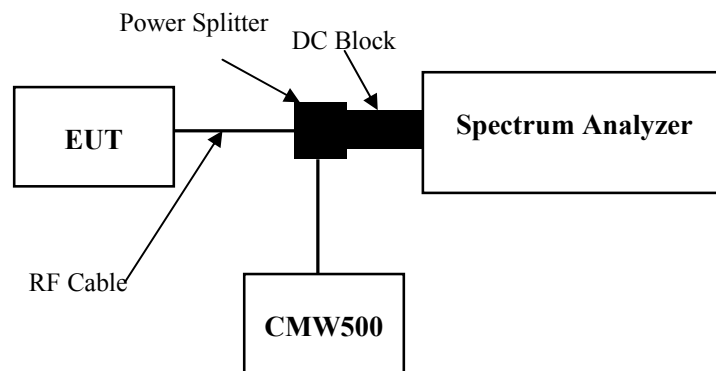 Power Splitter
DC Block
EUT
Spectrum Analyzer
RF Cable
CMW500